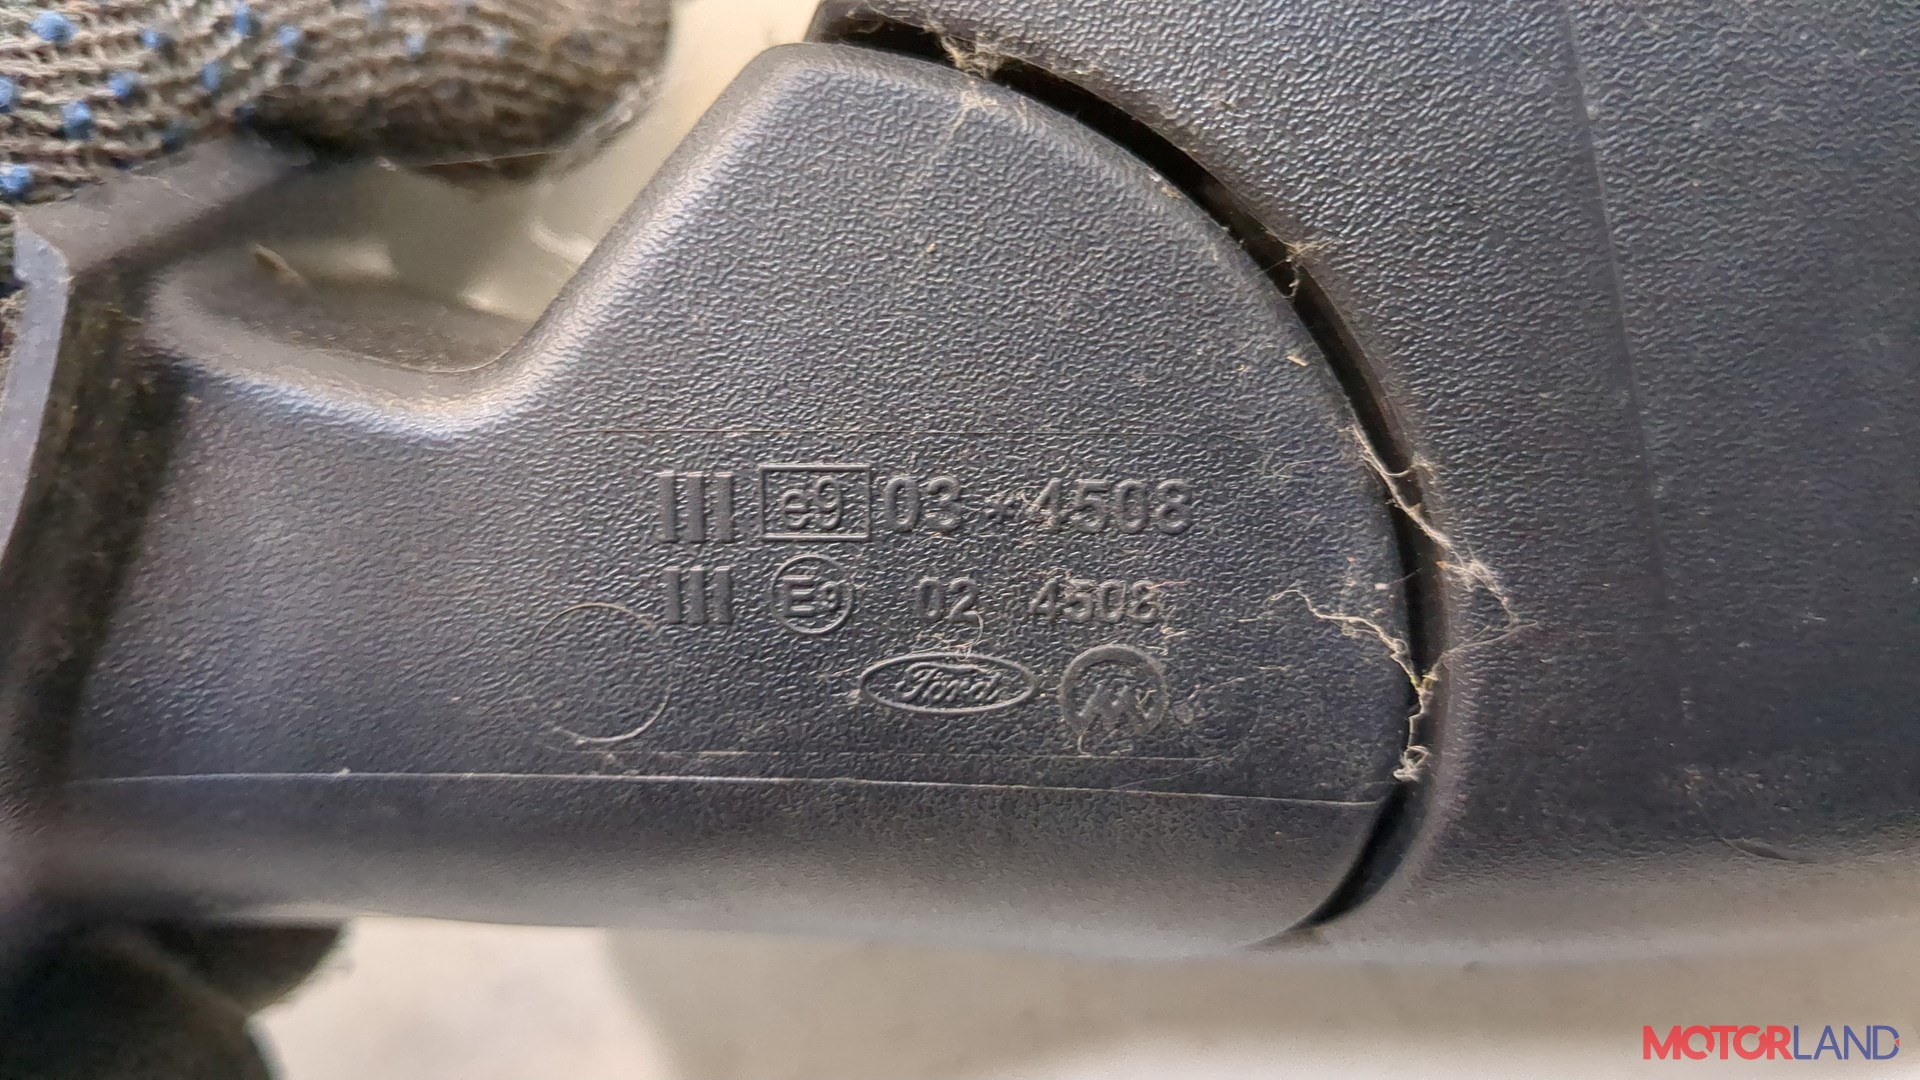 III e9 03 *4508
III E9 02 4508
Ford
MOTORLAND